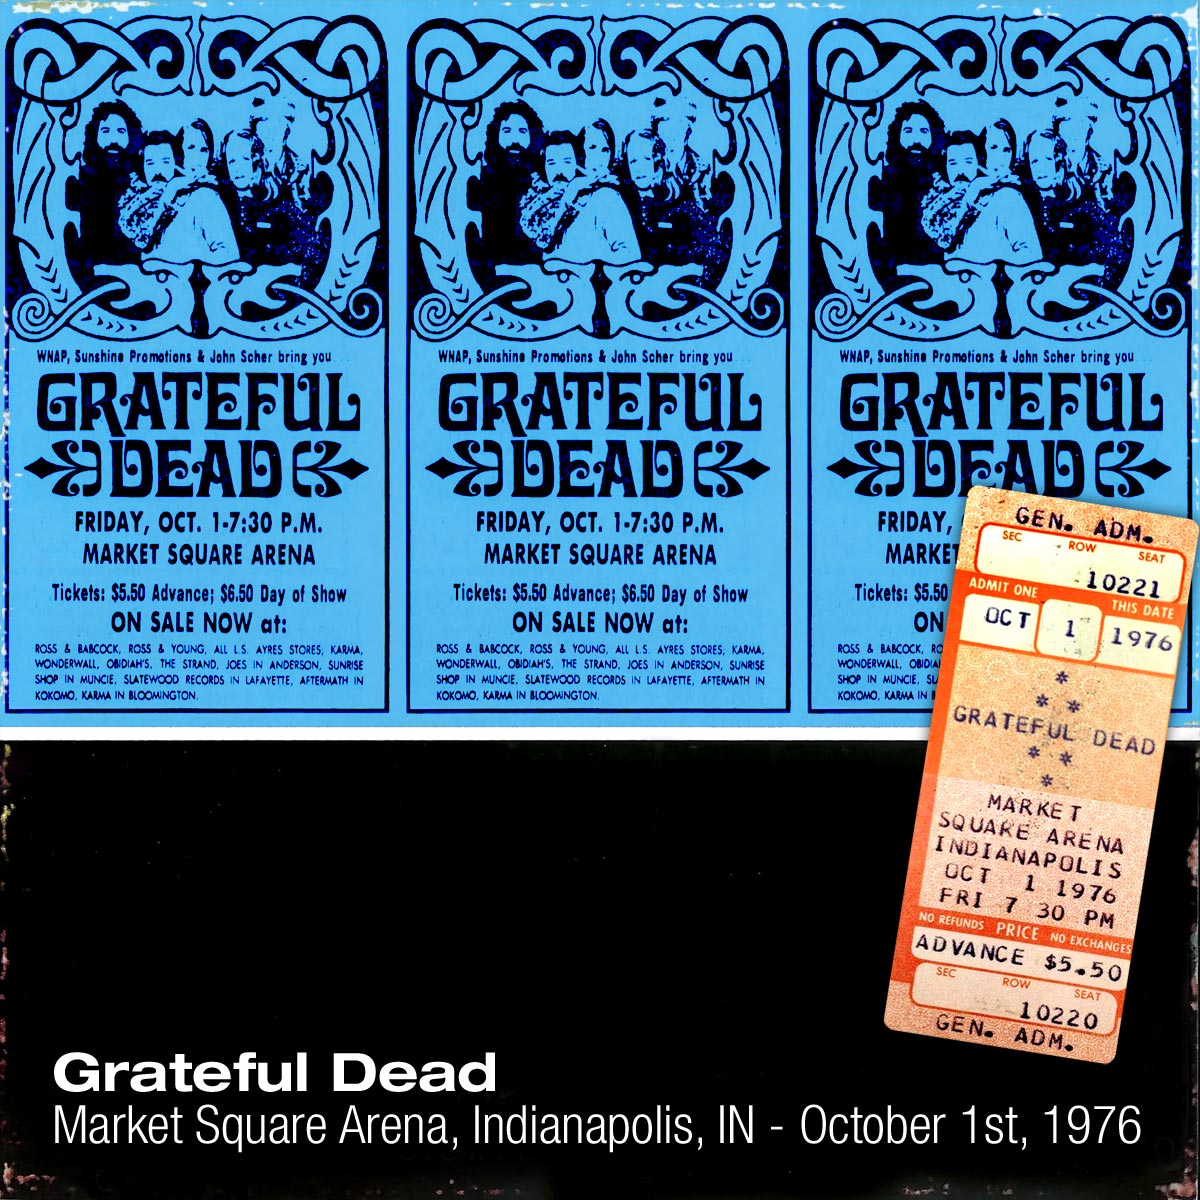 WNAP, Sunshine Promotions & John Scher bring you...
GRATEFUL
DEAD
FRIDAY, OCT. 1-7:30 P.M.
MARKET SQUARE ARENA
Tickets: $5.50 Advance; $6.50 Day of Show
ON SALE NOW at:
ROSS & BABCOCK, ROSS & YOUNG, ALL L.S. AYRES STORES, KARMA,
WONDERWALL, OBIDIAH'S, THE STRAND, JOES IN ANDERSON, SUNRISE
SHOP IN MUNCIE, SLATEWOOD RECORDS IN LAFAYETTE, AFTERMATH IN
KOKOMO, KARMA IN BLOOMINGTON.
WNAP, Sunshine Promotions & John Scher bring you...
GRATEFUL
DEAD
FRIDAY, OCT. 1-7:30 P.M.
MARKET SQUARE ARENA
Tickets: $5.50 Advance; $6.50 Day of Show
ON SALE NOW at:
ROSS & BABCOCK, ROSS & YOUNG, ALL L.S. AYRES STORES, KARMA,
WONDERWALL, OBIDIAH'S, THE STRAND, JOES IN ANDERSON, SUNRISE
SHOP IN MUNCIE, SLATEWOOD RECORDS IN LAFAYETTE, AFTERMATH IN
KOKOMO, KARMA IN BLOOMINGTON.
WNAP, Sunshine Promotions & John Scher bring you...
GRATEFUL
DEAD
FRIDAY,
MARKET
Tickets: $5.50
ON
ROSS & BABCOCK,
WONDERWALL,
SHOP IN MUNCIE,
KOKOMO, KARMA IN
GEN. ADM.
SEC ROW SEAT
10221
ADMIT ONE THIS DATE
OCT 1 1976
*
* *
GRATEFUL DEAD
* *
*
MARKET
SQUARE ARENA
INDIANAPOLIS
OCT 1 1976
FRI 7 30 PM
NO REFUNDS PRICE NO EXCHANGES
ADVANCE $5.50
SEC ROW SEAT
10220
GEN. ADM.
Grateful Dead
Market Square Arena, Indianapolis, IN - October 1st, 1976